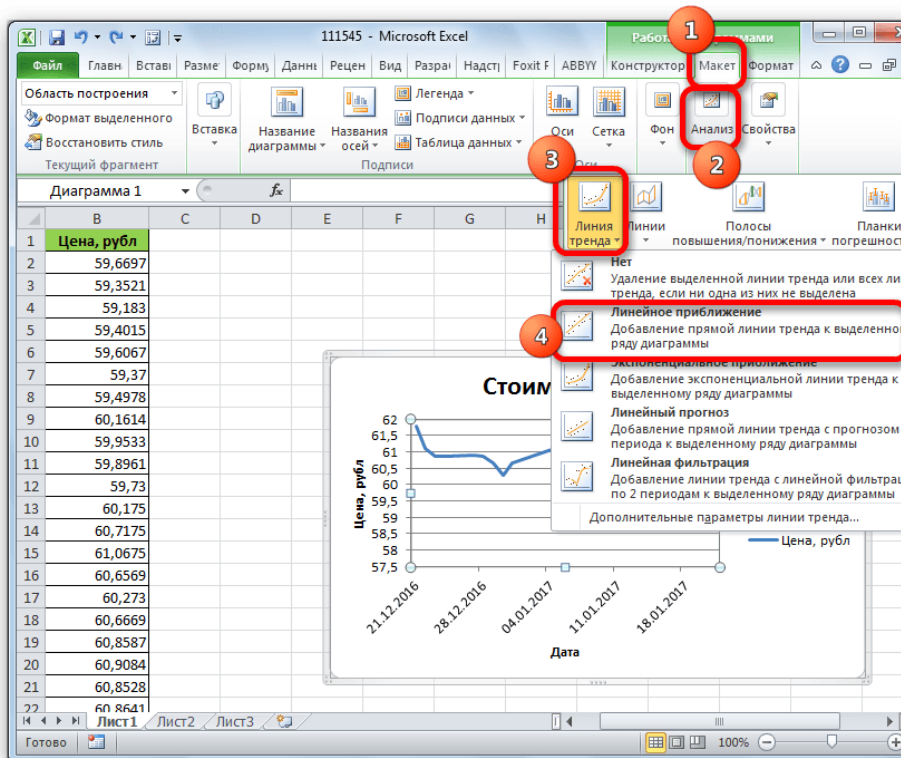 111545 - Microsoft Excel
1
Файл Главн Встав Разме Форму Данны Рецен Вид Разра Надст Foxit F ABBY Конструктор Макет Формат
Область построения
Формат выделенного
Восстановить стиль
Текущий фрагмент
Вставка
Название диаграммы
Названия осей
Легенда
Подписи данных
Таблица данных
Подписи
Оси
Сетка
Оси
Фон
Анализ
Свойства
2
3
Диаграмма 1
fx
Линия тренда
Линии
Полосы повышения/понижения
Планки
B C D E F G H
1 Цена, рубл
2 59,6697
3 59,3521
4 59,183
5 59,4015
6 59,6067
7 59,37
8 59,4978
9 60,1614
10 59,9533
11 59,8961
12 59,73
13 60,175
14 60,7175
15 61,0675
16 60,6569
17 60,273
18 60,6669
19 60,8587
20 60,9084
21 60,8528
22 60,8641
Нет
Удаление выделенной линии тренда или всех ли
тренда, если ни одна из них не выделена
4
Линейное приближение
Добавление прямой линии тренда к выделенно
ряду диаграммы
Экспоненциальное приближение
Добавление экспоненциальной линии тренда к
выделенному ряду диаграммы
Линейный прогноз
Добавление прямой линии тренда с прогнозом
периода к выделенному ряду диаграммы
Линейная фильтрация
Добавление линии тренда с линейной фильтрац
по 2 периодам к выделенному ряду диаграммы
Дополнительные параметры линии тренда...
Стоим
62
61,5
61
60,5
60
59,5
59
58,5
58
57,5
Цена, рубл
21.12.2016 28.12.2016 04.01.2017 11.01.2017 18.01.2017
Дата
Цена, рубл
Лист1 Лист2 Лист3
Готово
100%